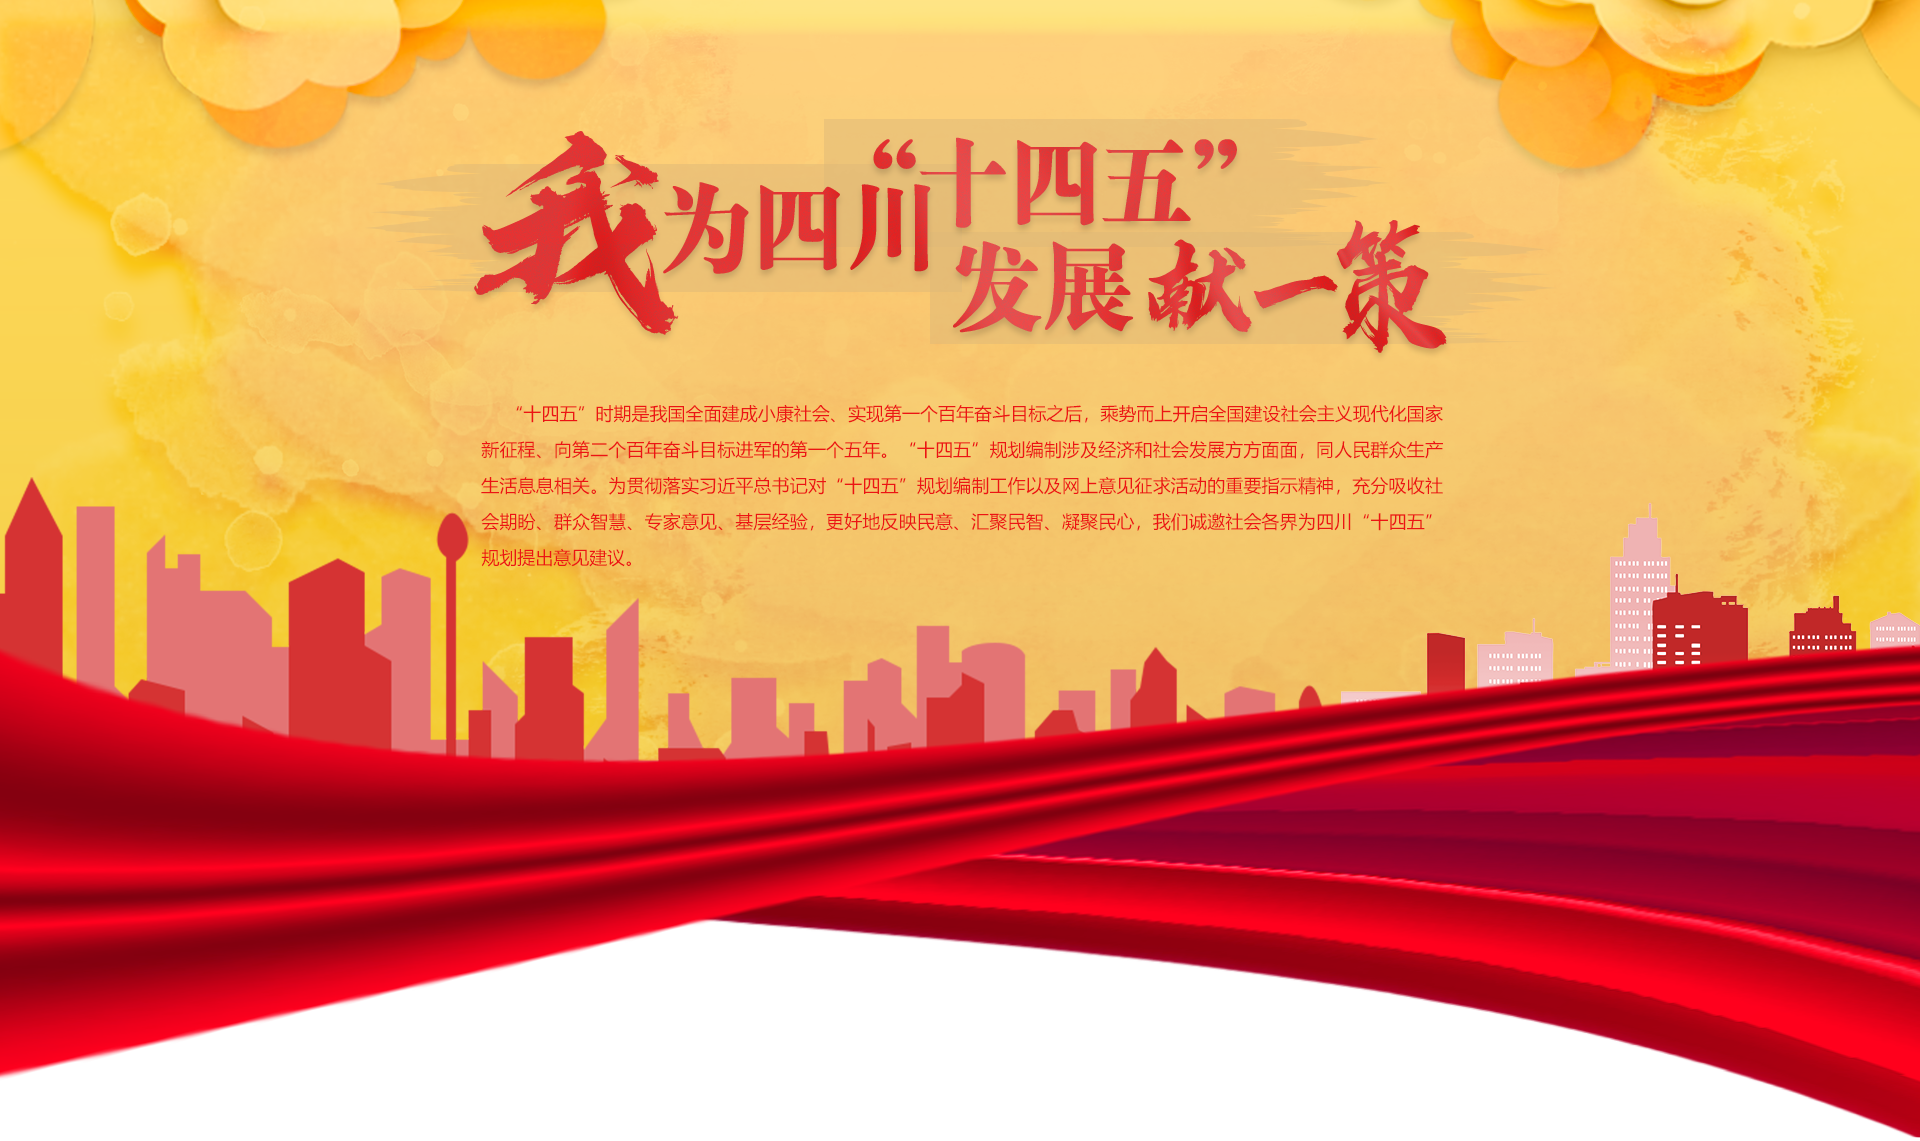 我为四川“十四五”
发展献一策
“十四五”时期是我国全面建成小康社会、实现第一个百年奋斗目标之后，乘势而上开启全国建设社会主义现代化国家
新征程、向第二个百年奋斗目标进军的第一个五年。“十四五”规划编制涉及经济和社会发展方方面面，同人民群众生产
生活息息相关。为贯彻落实习近平总书记对“十四五”规划编制工作以及网上意见征求活动的重要指示精神，充分吸收社
会期盼、群众智慧、专家意见、基层经验，更好地反映民意、汇聚民智、凝聚民心，我们诚邀社会各界为四川“十四五”
规划提出意见建议。